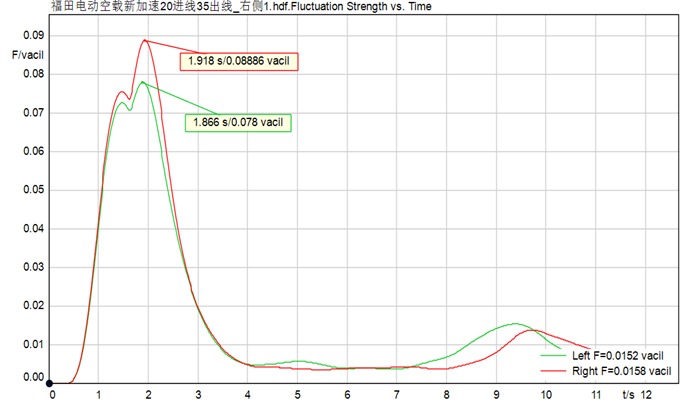 福田电动空载新加速20进线35出线_右侧1.hdf.Fluctuation Strength vs. Time
0.09
F/vacil
0.08
0.07
0.06
0.05
0.04
0.03
0.02
0.01
0.00
1.918 s/0.08886 vacil
1.866 s/0.078 vacil
Left F=0.0152 vacil
Right F=0.0158 vacil
0 1 2 3 4 5 6 7 8 9 10 11 t/s 12